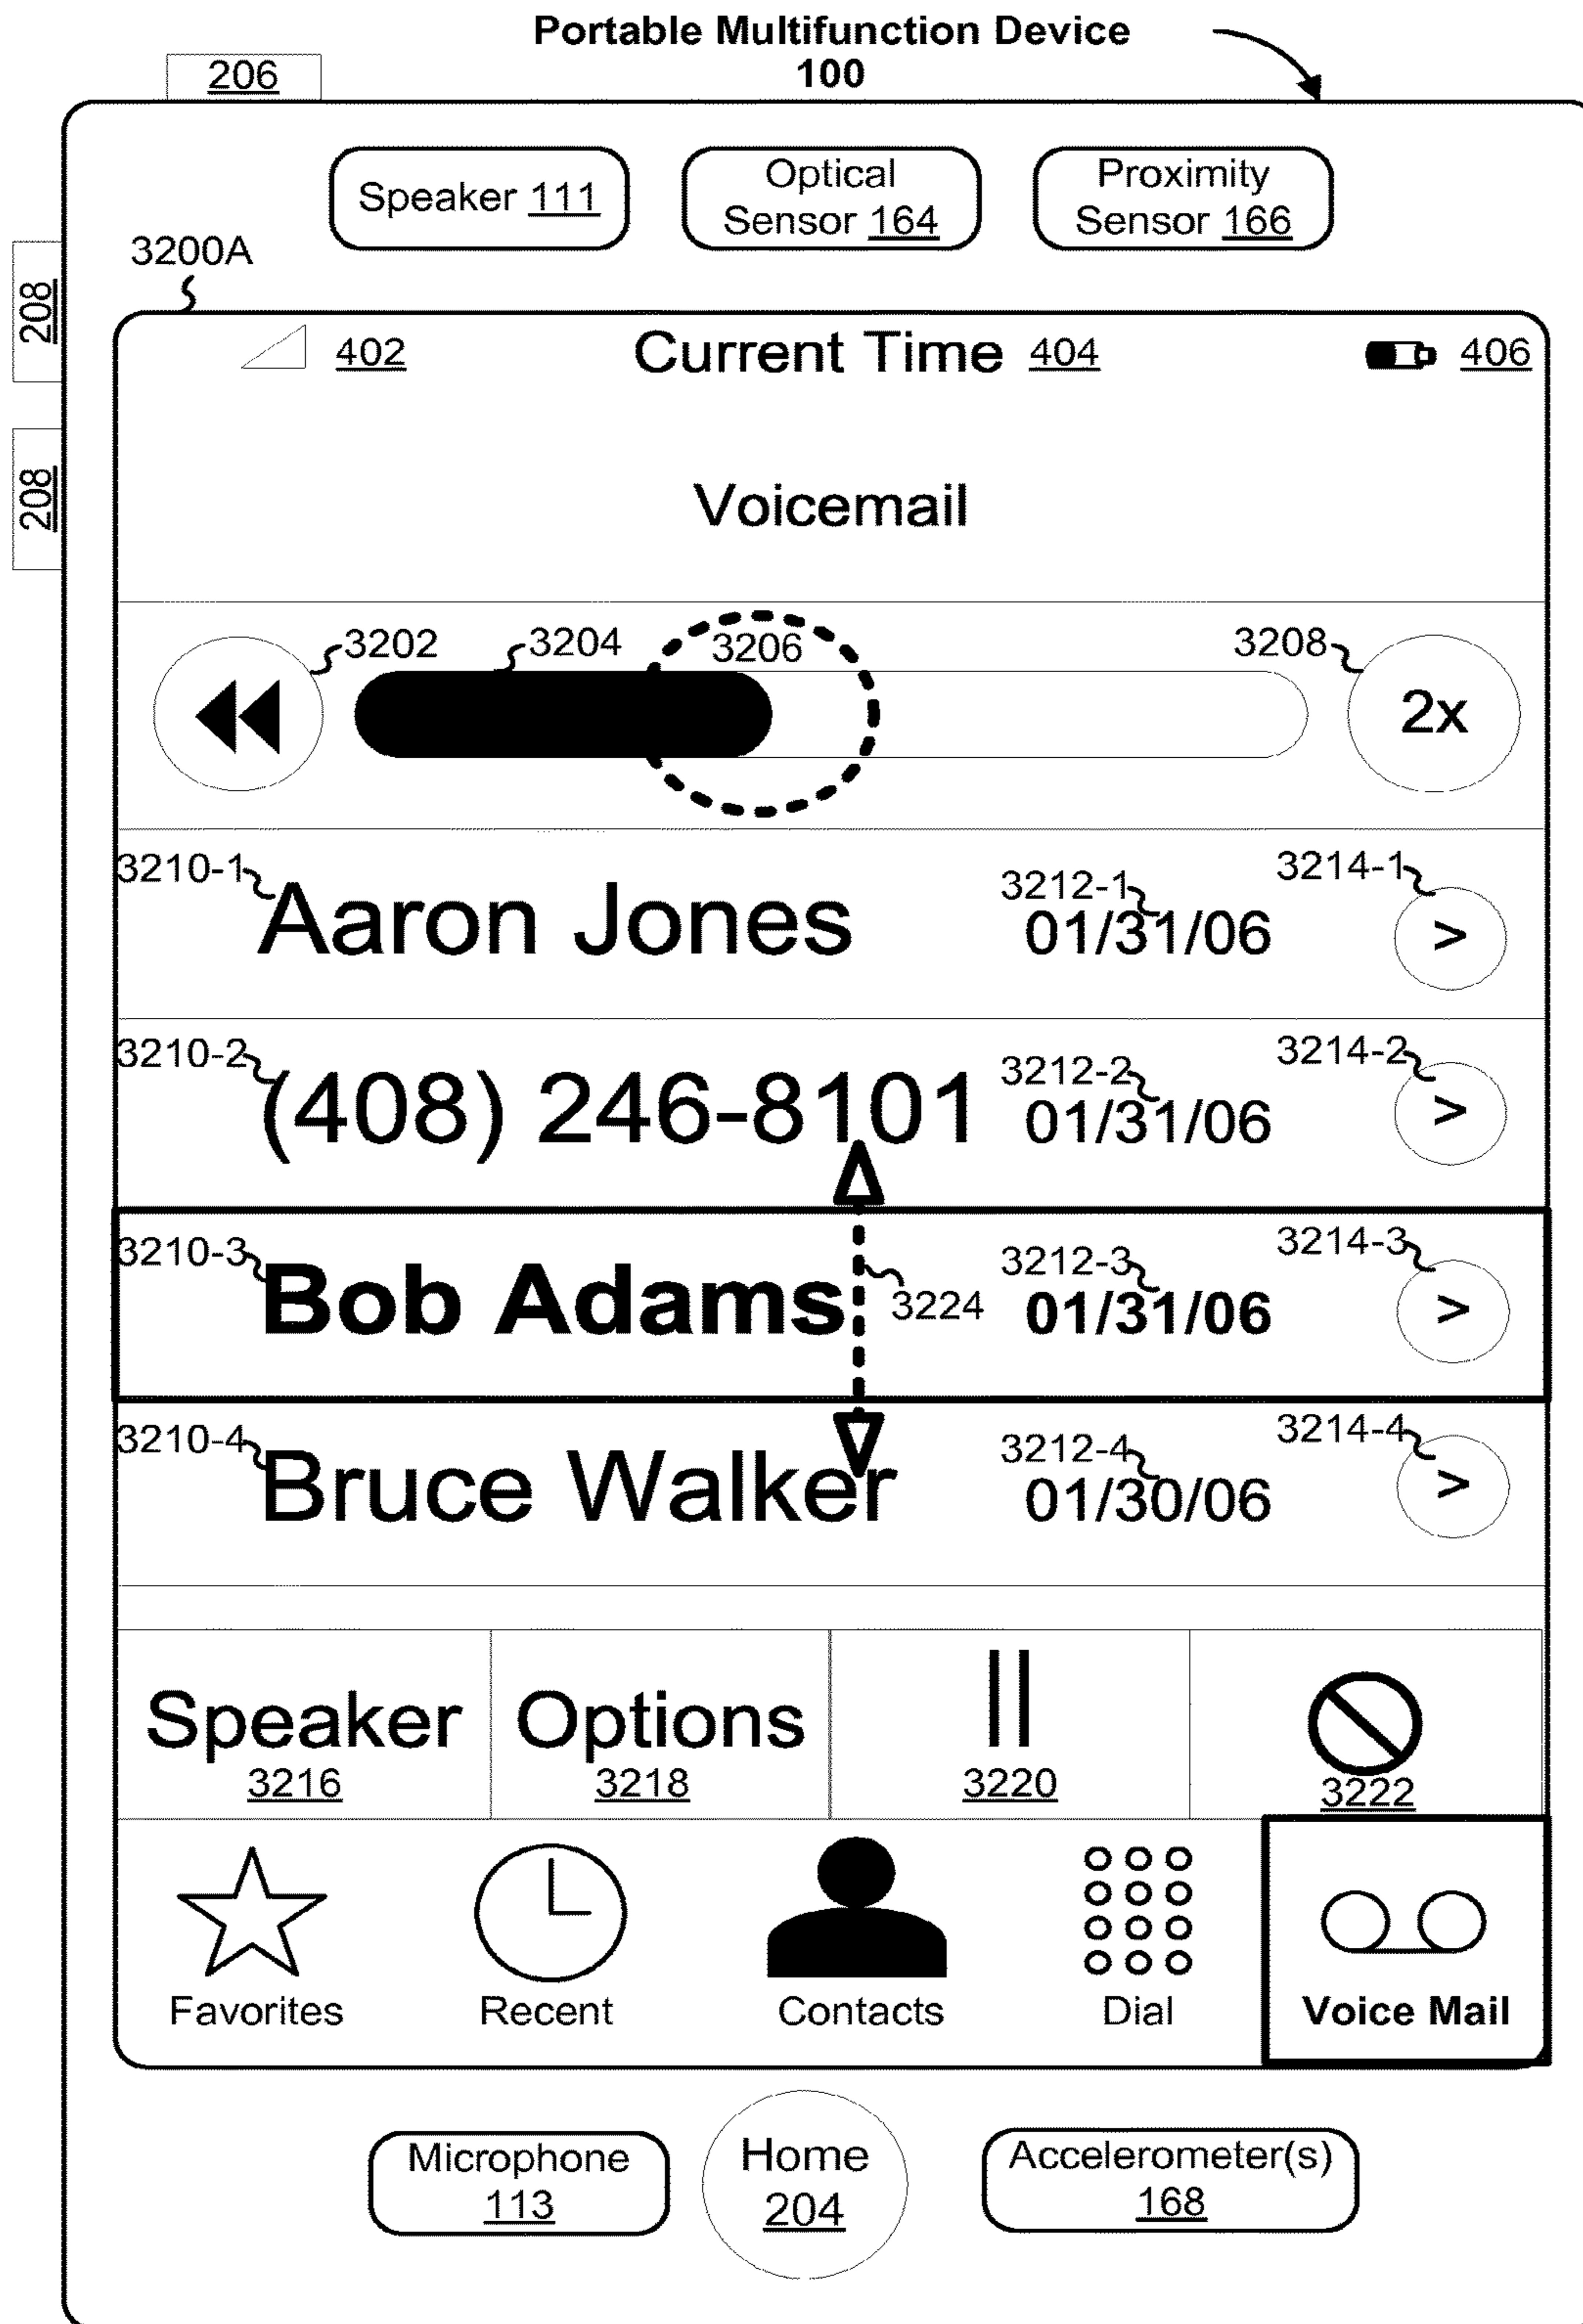 Portable Multifunction Device
100
206
Speaker 111
Optical
Sensor 164
Proximity
Sensor 166
3200A
208
208
402
Current Time 404
406
Voicemail
3202
3204
3206
3208
2x
3210-1
Aaron Jones
3212-1
01/31/06
3214-1
>
3210-2
(408) 246-8101
3212-2
01/31/06
3214-2
>
3210-3
Bob Adams
3224
3212-3
01/31/06
3214-3
>
3210-4
Bruce Walker
3212-4
01/30/06
3214-4
>
Speaker
3216
Options
3218
3220
3222
Favorites
Recent
Contacts
Dial
Voice Mail
Microphone
113
Home
204
Accelerometer(s)
168